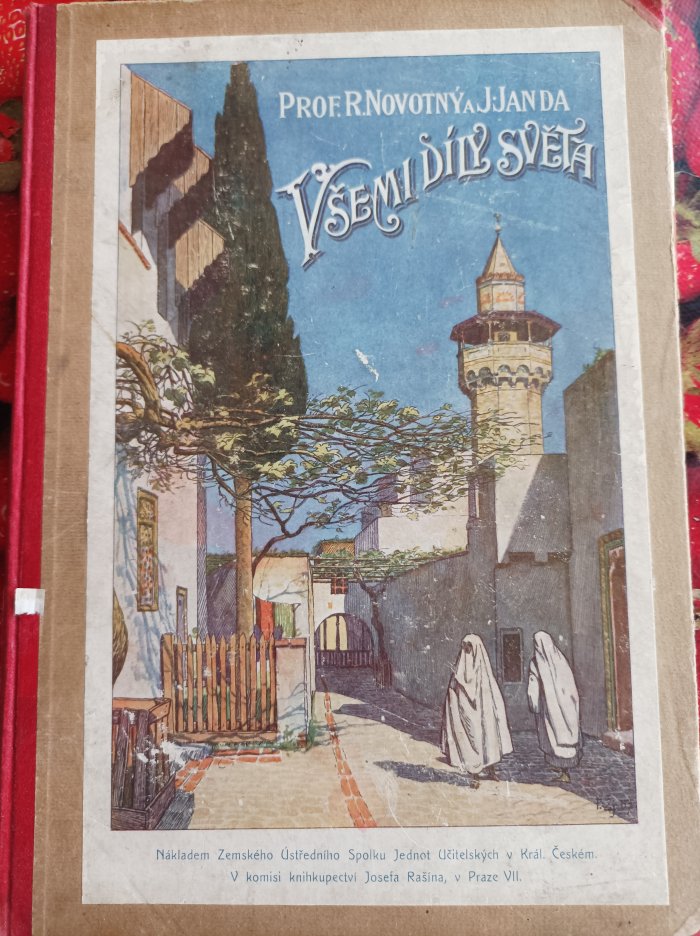 PROF. R. NOVOTNÝ A J. JANDA
VŠEMI DÍLY SVĚTA
Nákladem Zemského Ústředního Spolku Jednot Učitelských v Král. Českém.
V komisi knihkupectví Josefa Rašína, v Praze VII.